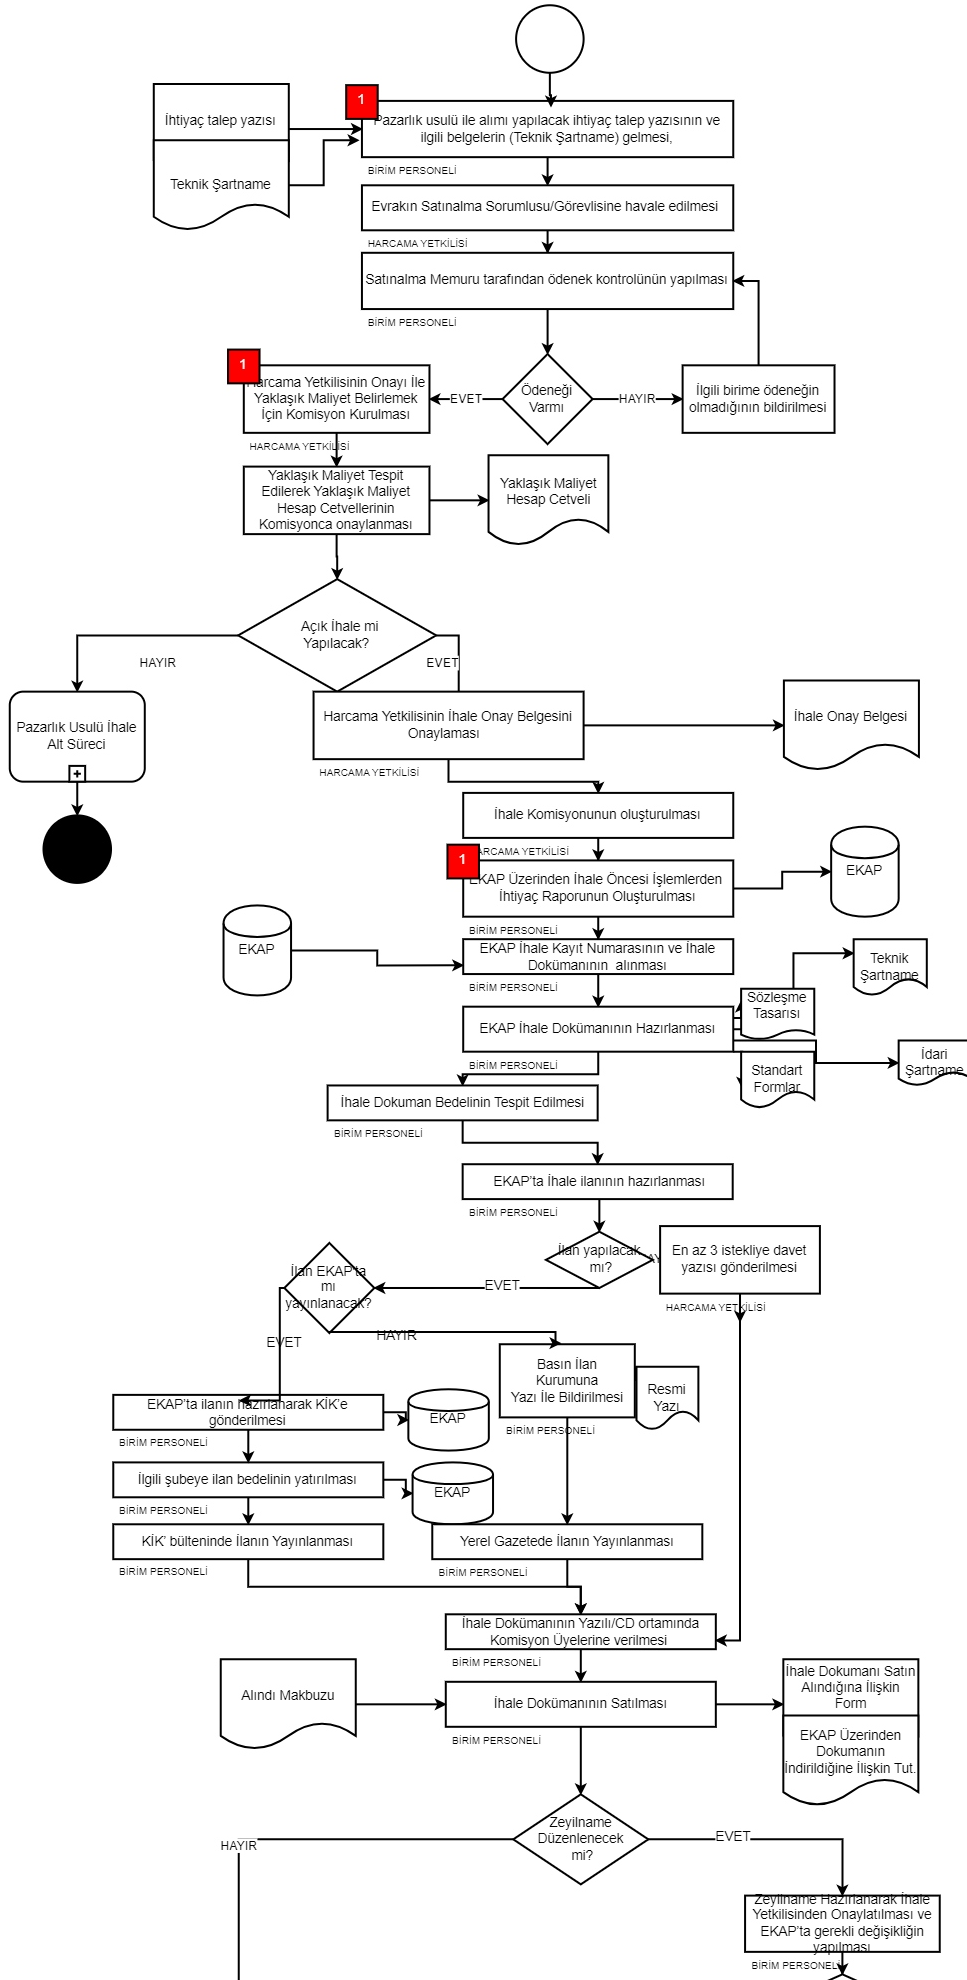 1
İhtiyaç talep yazısı
Pazarlık usulü ile alımı yapılacak ihtiyaç talep yazısının ve
ilgili belgelerin (Teknik Şartname) gelmesi,
BİRİM PERSONELİ
Teknik Şartname
Evrakın Satınalma Sorumlusu/Görevlisine havale edilmesi
HARCAMA YETKİLİSİ
Satınalma Memuru tarafından ödenek kontrolünün yapılması
BİRİM PERSONELİ
1
Harcama Yetkilisinin Onayı İle
Yaklaşık Maliyet Belirlemek
İçin Komisyon Kurulması
EVET
Ödeneği
Varmı
HAYIR
İlgili birime ödeneğin
olmadığının bildirilmesi
HARCAMA YETKİLİSİ
Yaklaşık Maliyet Tespit
Edilerek Yaklaşık Maliyet
Hesap Cetvellerinin
Komisyonca onaylanması
Yaklaşık Maliyet
Hesap Cetveli
Açık İhale mi
Yapılacak?
HAYIR
EVET
Pazarlık Usulü İhale
Alt Süreci
Harcama Yetkilisinin İhale Onay Belgesini
Onaylaması
İhale Onay Belgesi
HARCAMA YETKİLİSİ
İhale Komisyonunun oluşturulması
HARCAMA YETKİLİSİ
1
EKAP Üzerinden İhale Öncesi İşlemlerden
İhtiyaç Raporunun Oluşturulması
EKAP
BİRİM PERSONELİ
EKAP
EKAP İhale Kayıt Numarasının ve İhale
Dokümanının alınması
BİRİM PERSONELİ
Teknik
Şartname
Sözleşme
Tasarısı
EKAP İhale Dokümanının Hazırlanması
BİRİM PERSONELİ
İdari
Şartname
Standart
Formlar
İhale Dokuman Bedelinin Tespit Edilmesi
BİRİM PERSONELİ
EKAP'ta İhale ilanının hazırlanması
BİRİM PERSONELİ
İlan yapılacak
mı?
AY
En az 3 istekliye davet
yazısı gönderilmesi
HARCAMA YETKİLİSİ
İlan EKAP'ta
mı
yayınlanacak?
EVET
EVET
HAYIR
Basın İlan
Kurumuna
Yazı İle Bildirilmesi
Resmi
Yazı
BİRİM PERSONELİ
EKAP'ta ilanın hazırlanarak KİK'e
gönderilmesi
EKAP
BİRİM PERSONELİ
İlgili şubeye ilan bedelinin yatırılması
EKAP
BİRİM PERSONELİ
KİK' bülteninde İlanın Yayınlanması
Yerel Gazetede İlanın Yayınlanması
BİRİM PERSONELİ
BİRİM PERSONELİ
İhale Dokümanının Yazılı/CD ortamında
Komisyon Üyelerine verilmesi
BİRİM PERSONELİ
Alındı Makbuzu
İhale Dokümanının Satılması
BİRİM PERSONELİ
İhale Dokumanı Satın
Alındığına İlişkin
Form
EKAP Üzerinden
Dokumanın
İndirildiğine İlişkin Tut.
Zeyilname
Düzenlenecek
mi?
HAYIR
EVET
Zeyilname Hazırlanarak İhale
Yetkilisinden Onaylatılması ve
EKAP'ta gerekli değişikliğin
yapılması
BİRİM PERSONELİ